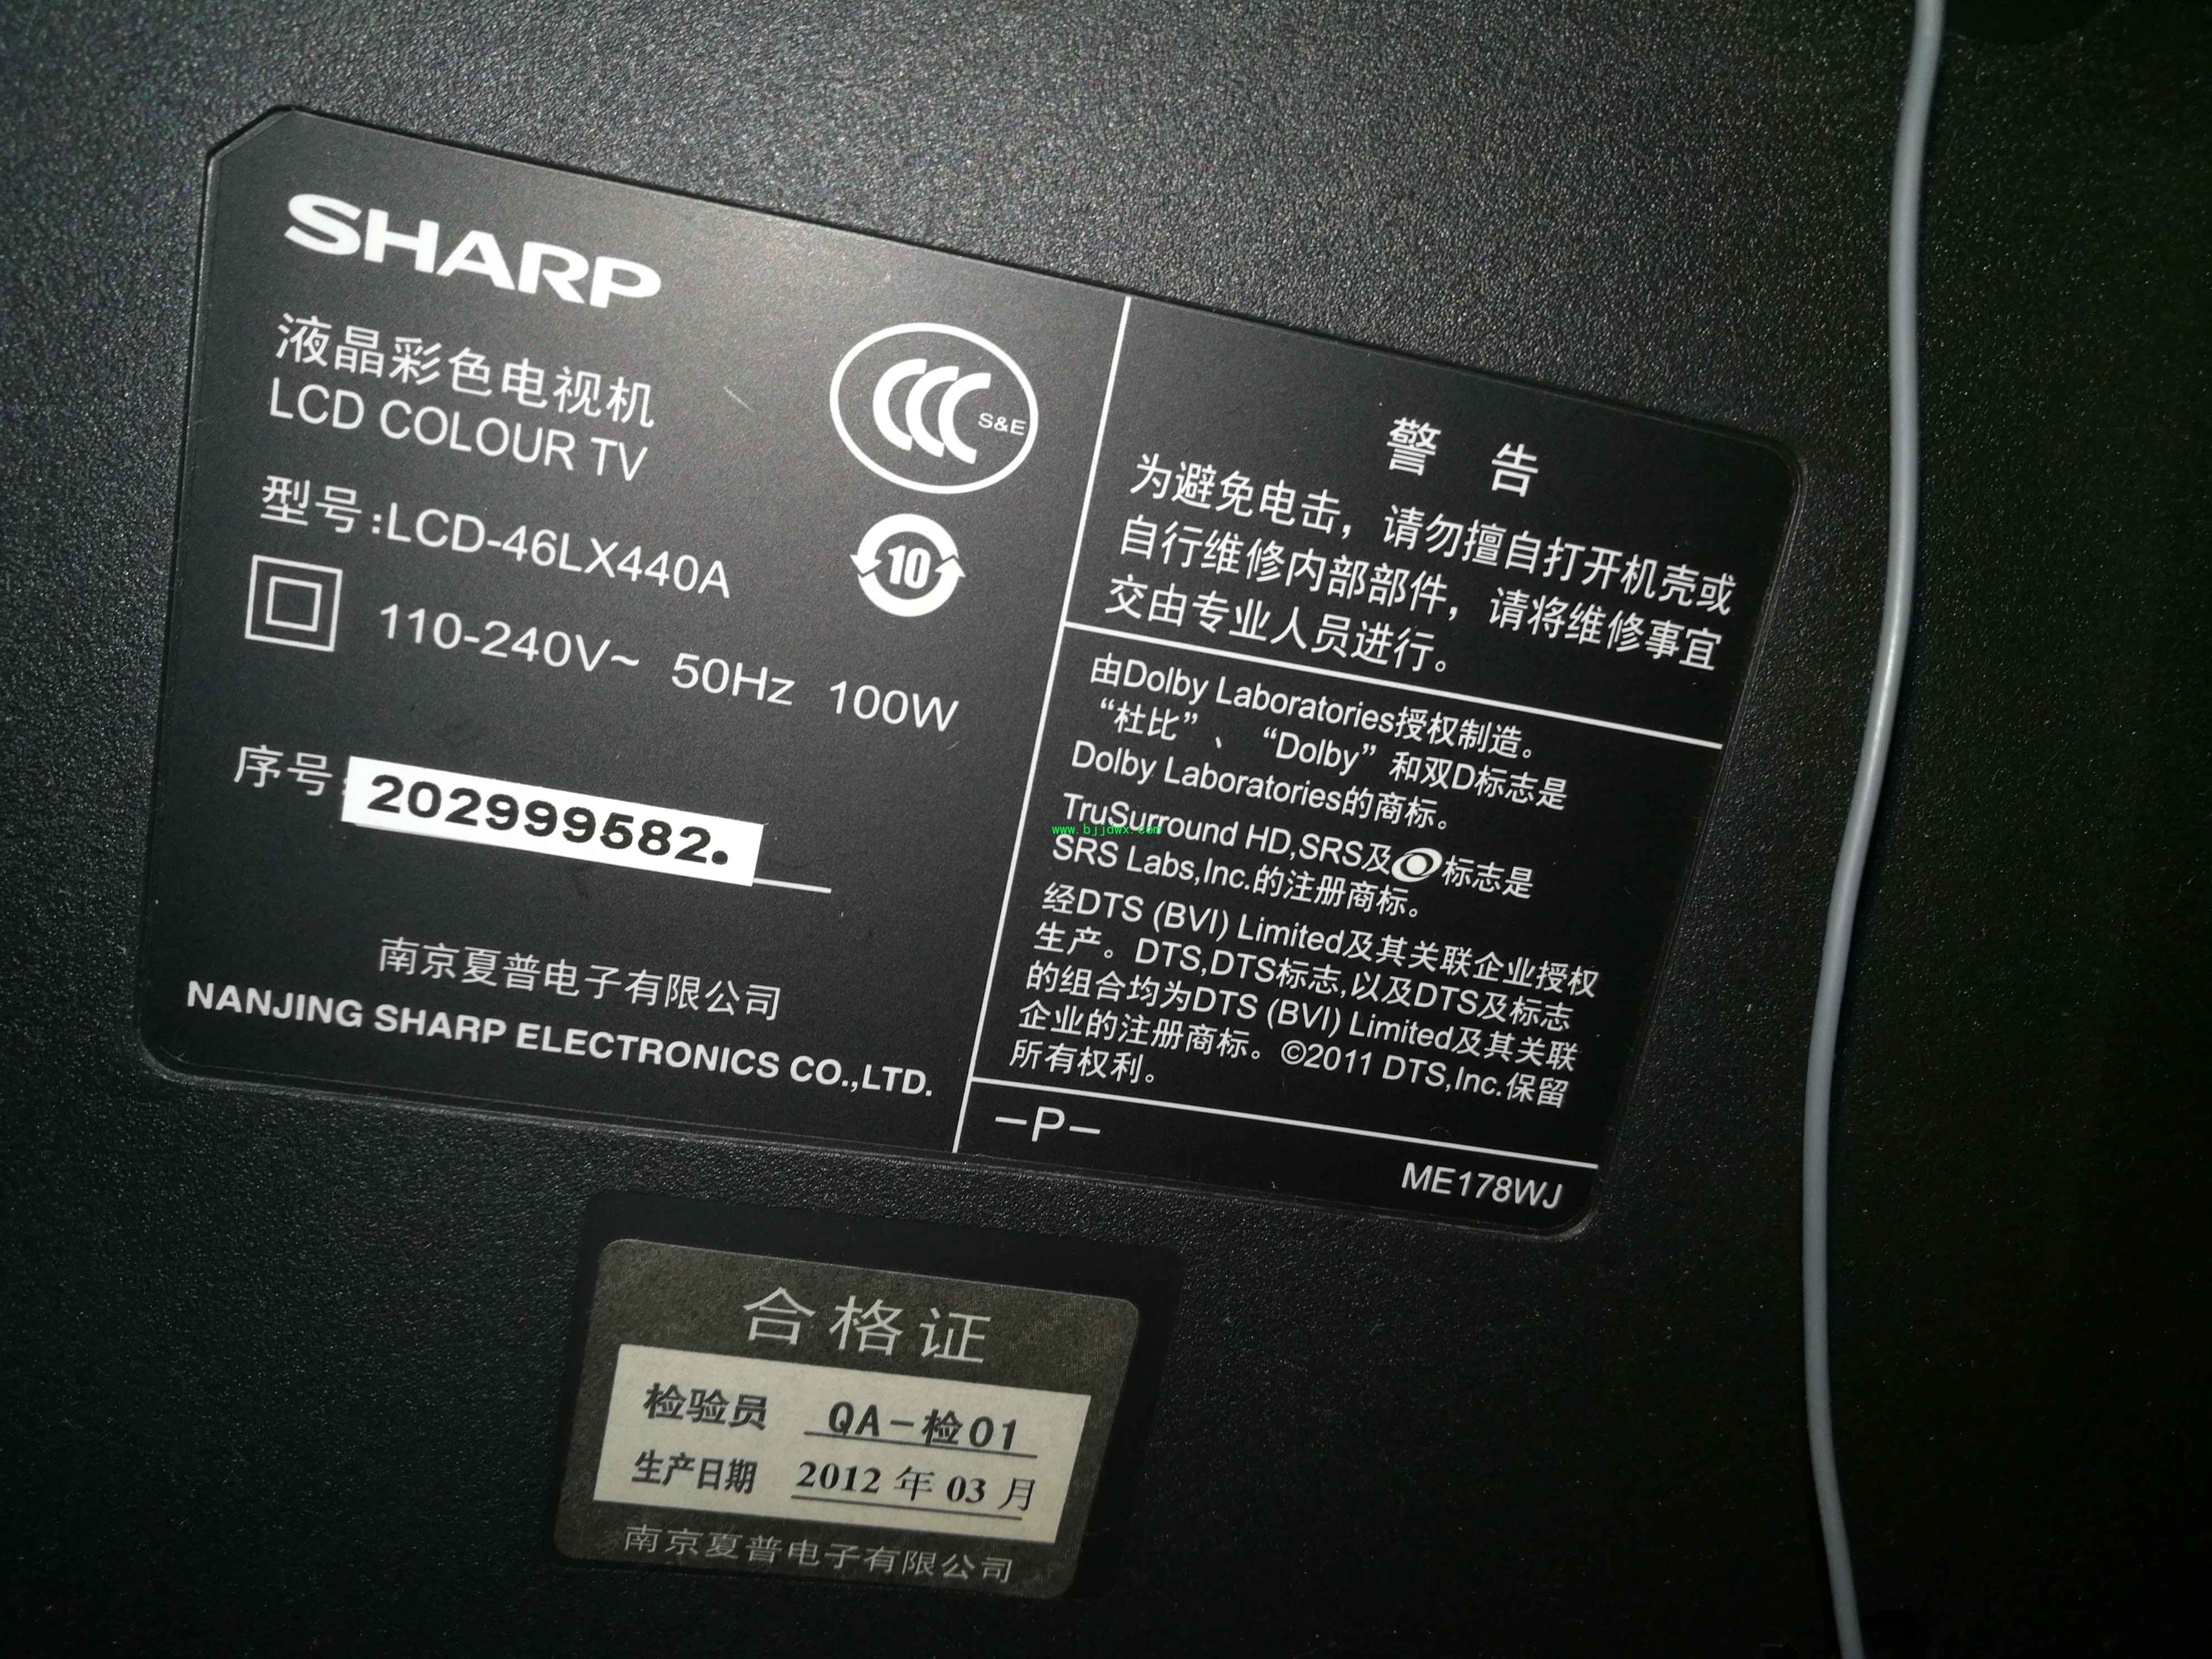 SHARP
液晶彩色电视机
LCD COLOUR TV
型号:LCD-46LX440A
110-240V~ 50Hz 100W
序号:
202999582.
南京夏普电子有限公司
NANJING SHARP ELECTRONICS CO.,LTD.
CCC S&E
10
警 告
为避免电击，请勿擅自打开机壳或
自行维修内部部件，请将维修事宜
交由专业人员进行。
由Dolby Laboratories授权制造。
“杜比”、“Dolby”和双D标志是
Dolby Laboratories的商标。
TruSurround HD,SRS及标志是
SRS Labs,Inc.的注册商标。
经DTS (BVI) Limited及其关联企业授权
生产。DTS,DTS标志,以及DTS及标志
的组合均为DTS (BVI) Limited及其关联
企业的注册商标。©2011 DTS,Inc.保留
所有权利。
-P-
ME178WJ
www.bjjdwx.com
合格证
检验员 QA-检01
生产日期 2012 年 03 月
南京夏普电子有限公司